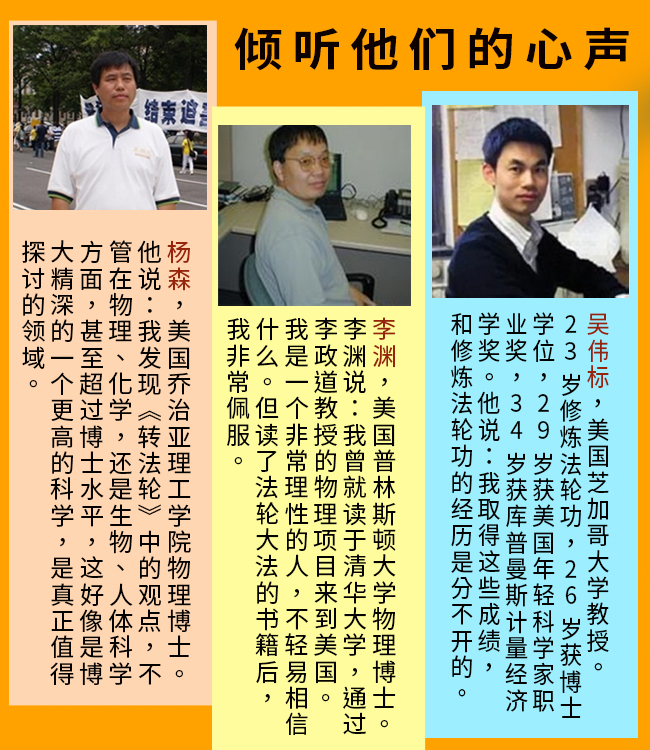 倾听他们的心声
结束迫
杨森，美国乔治亚理工学院物理博士。
他说：我发现《转法轮》中的观点，不
管在物理、化学，还是生物、人体科学
方面，甚至超过博士水平，这好像是博
大精深的一个更高的科学，是真正值得
探讨的领域。
李渊，美国普林斯顿大学物理博士。
李渊说：我曾就读于清华大学，通过
李政道教授的物理项目来到美国。
我是一个非常理性的人，不轻易相信
什么。但读了法轮大法的书籍后，
我非常佩服。
吴伟标，美国芝加哥大学教授。
23岁修炼法轮功，26岁获博士
学位，29岁获美国年轻科学家职
业奖，34岁获库普曼斯计量经济
学奖。他说：我取得这些成绩，
和修炼法轮功的经历是分不开的。